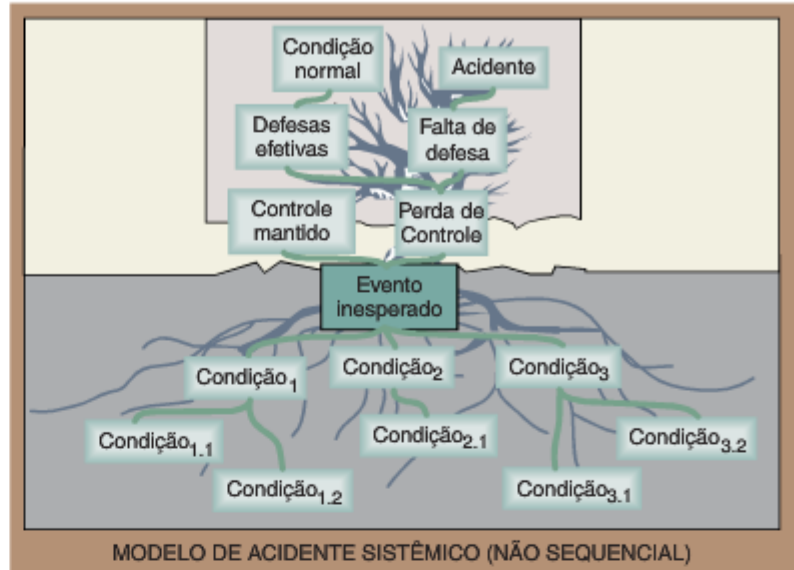 Condição
normal
Acidente
Defesas
efetivas
Falta de
defesa
Controle
mantido
Perda de
Controle
Evento
inesperado
Condição1
Condição2
Condição3
Condição1.1
Condição2.1
Condição3.2
Condição1.2
Condição3.1
MODELO DE ACIDENTE SISTÊMICO (NÃO SEQUENCIAL)